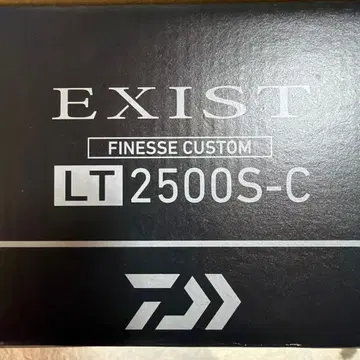 EXIST
FINESSE CUSTOM
LT 2500S-C